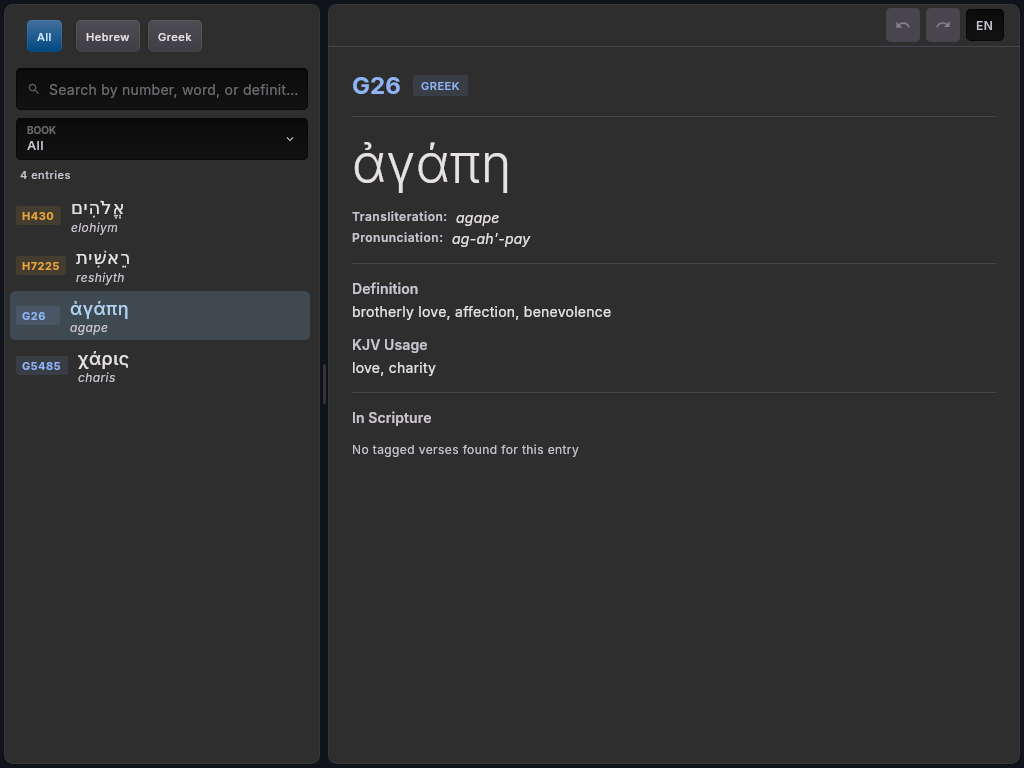 All
Hebrew
Greek
Search by number, word, or definit...
BOOK
All
4 entries
H430
אֱלֹהִים
elohiym
H7225
רֵאשִׁית
reshiyth
G26
ἀγάπη
agape
G5485
χάρις
charis
EN
G26
GREEK
ἀγάπη
Transliteration: agape
Pronunciation: ag-ah'-pay
Definition
brotherly love, affection, benevolence
KJV Usage
love, charity
In Scripture
No tagged verses found for this entry